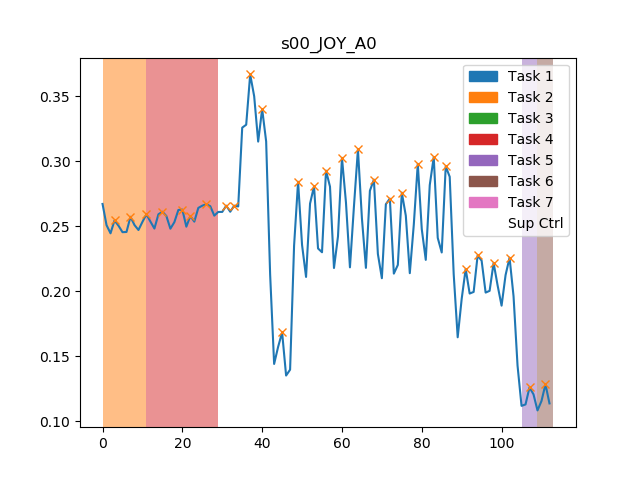 s00_JOY_A0
0.35
0.30
0.25
0.20
0.15
0.10
0
20
40
60
80
100
Task 1
Task 2
Task 3
Task 4
Task 5
Task 6
Task 7
Sup Ctrl